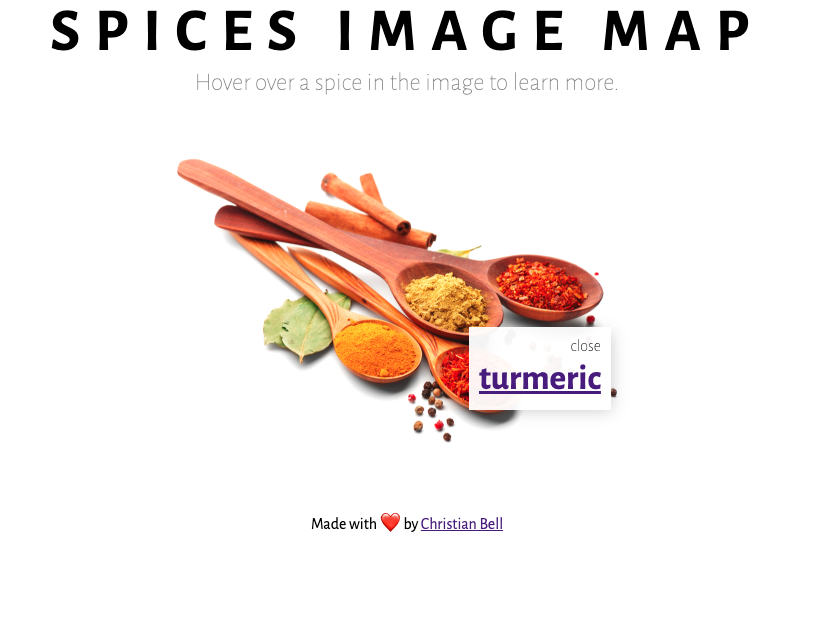 SPICES IMAGE MAP
Hover over a spice in the image to learn more.
close
turmeric
Made with ❤️ by Christian Bell